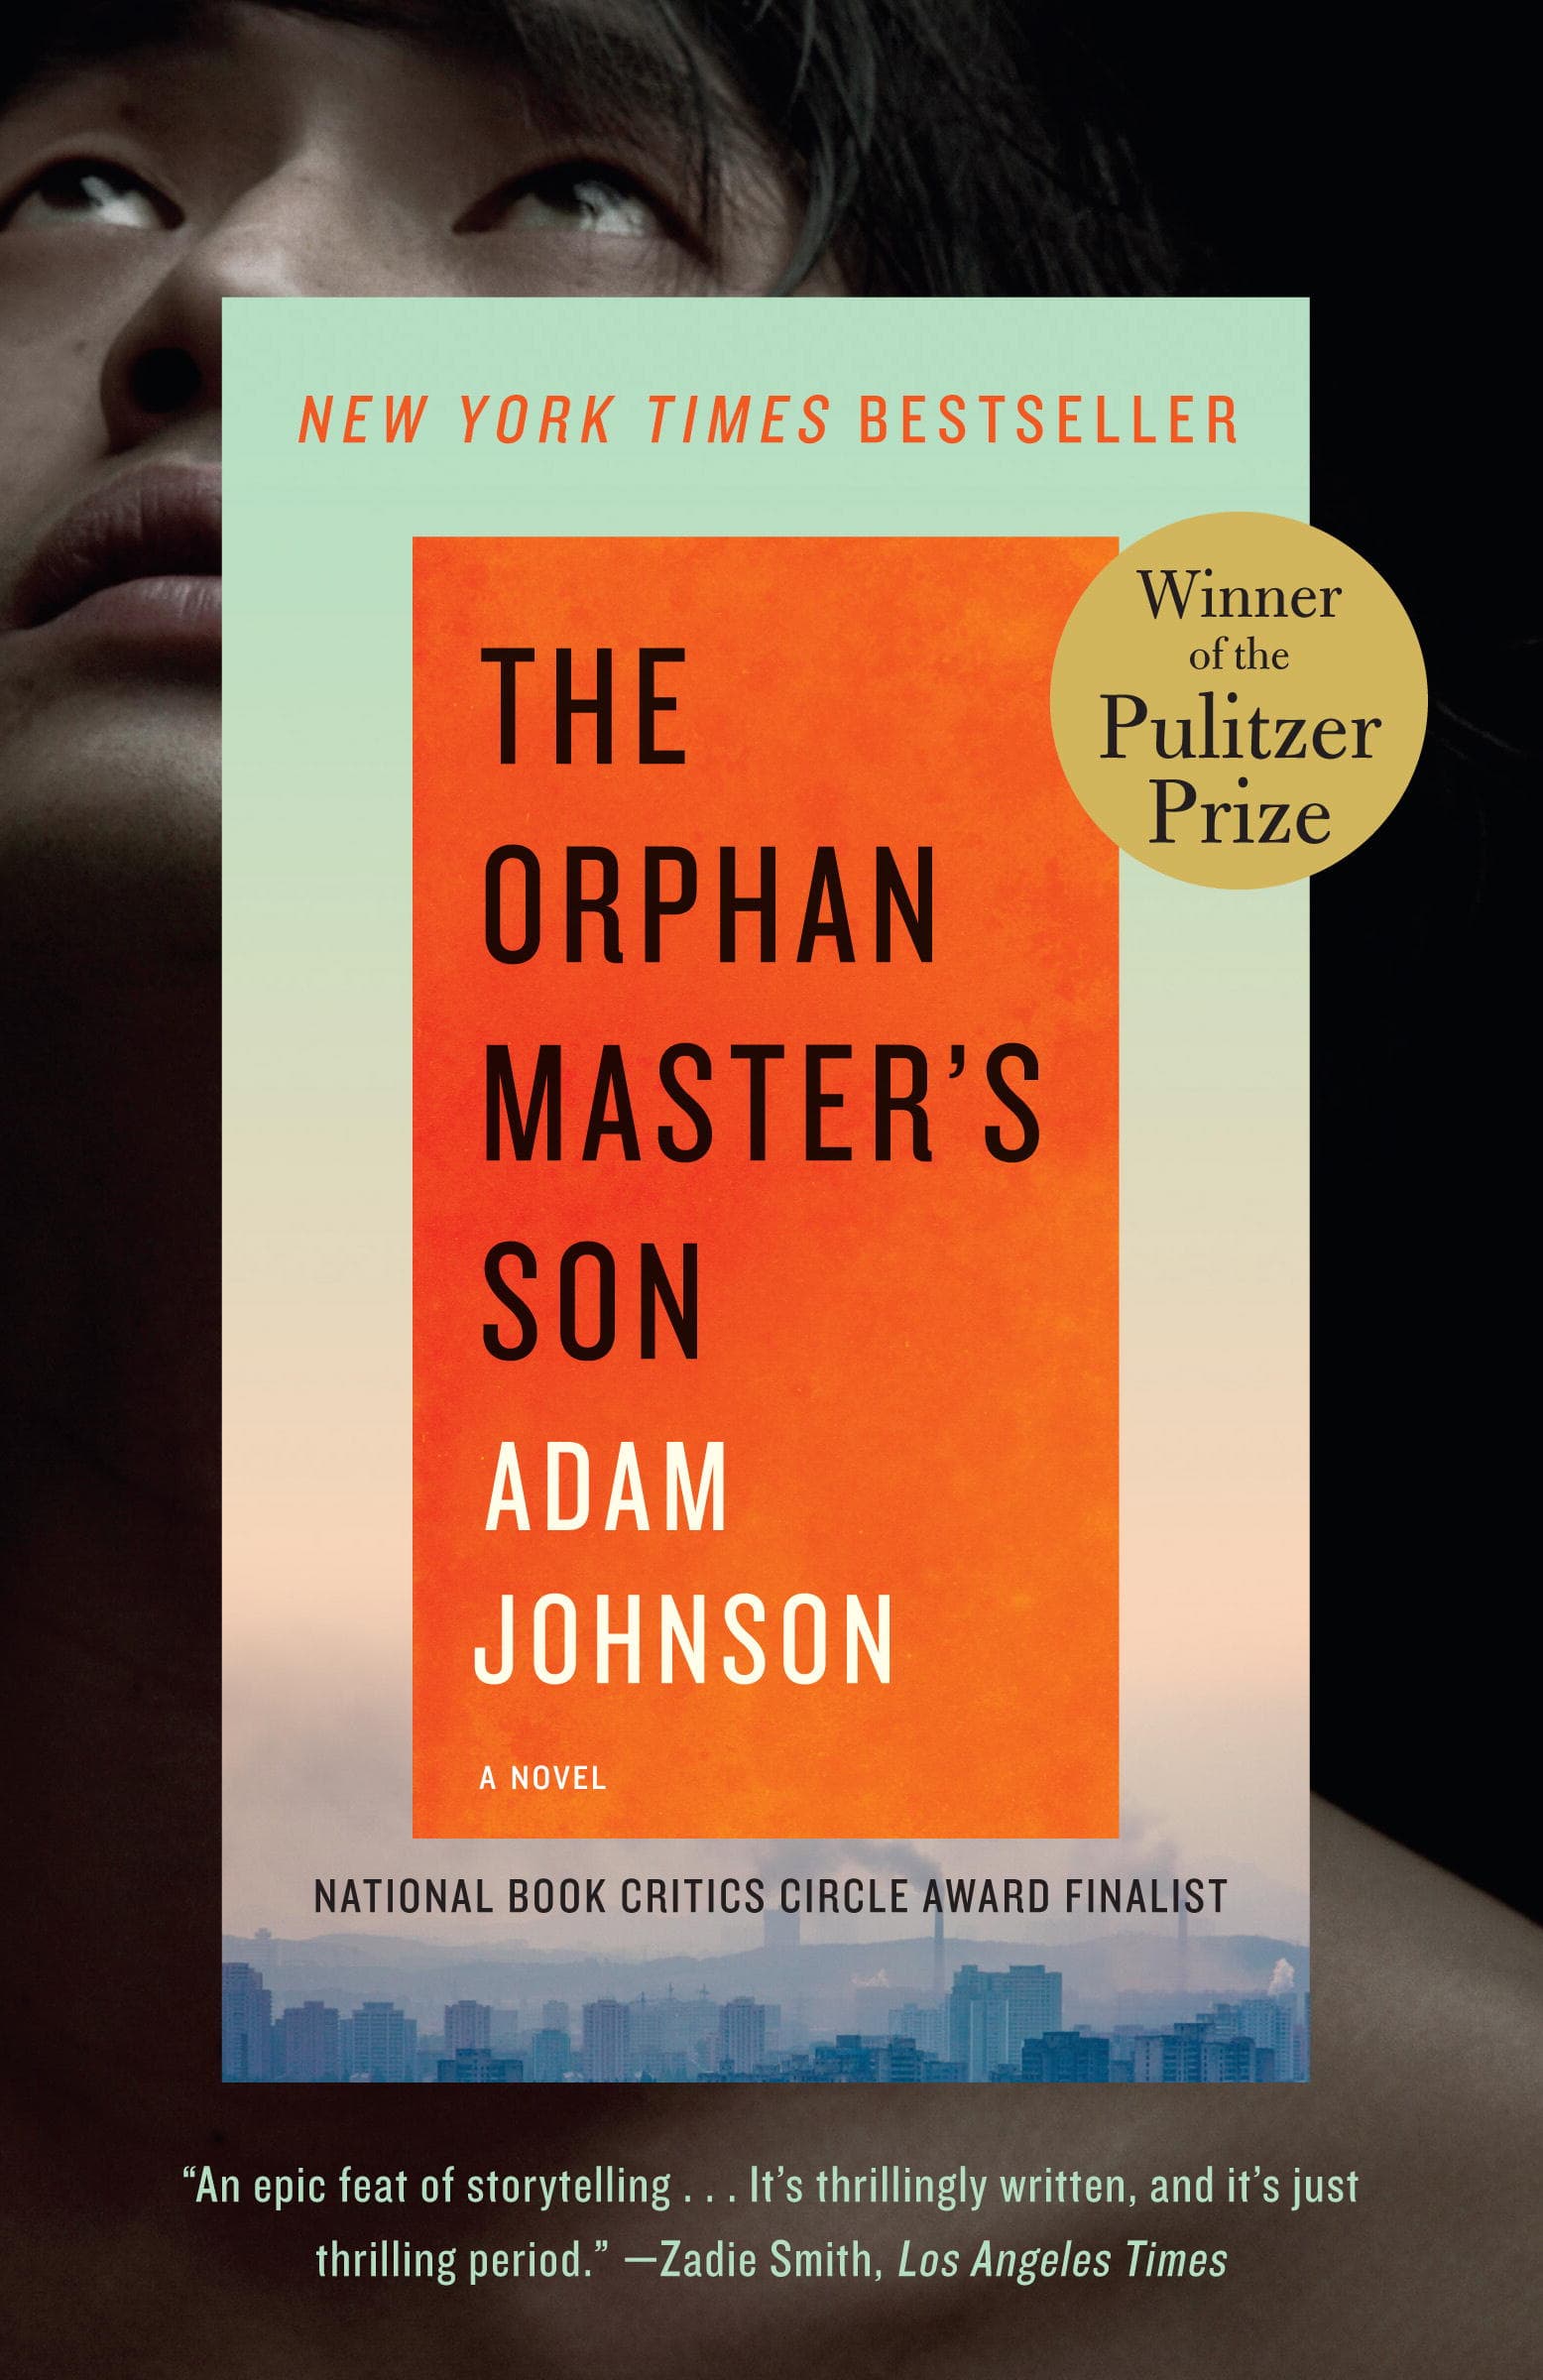 NEW YORK TIMES BESTSELLER
Winner
of the
Pulitzer
Prize
THE
ORPHAN
MASTER’S
SON
ADAM
JOHNSON
A NOVEL
NATIONAL BOOK CRITICS CIRCLE AWARD FINALIST
“An epic feat of storytelling . . . It’s thrillingly written, and it’s just
thrilling period.” —Zadie Smith, Los Angeles Times